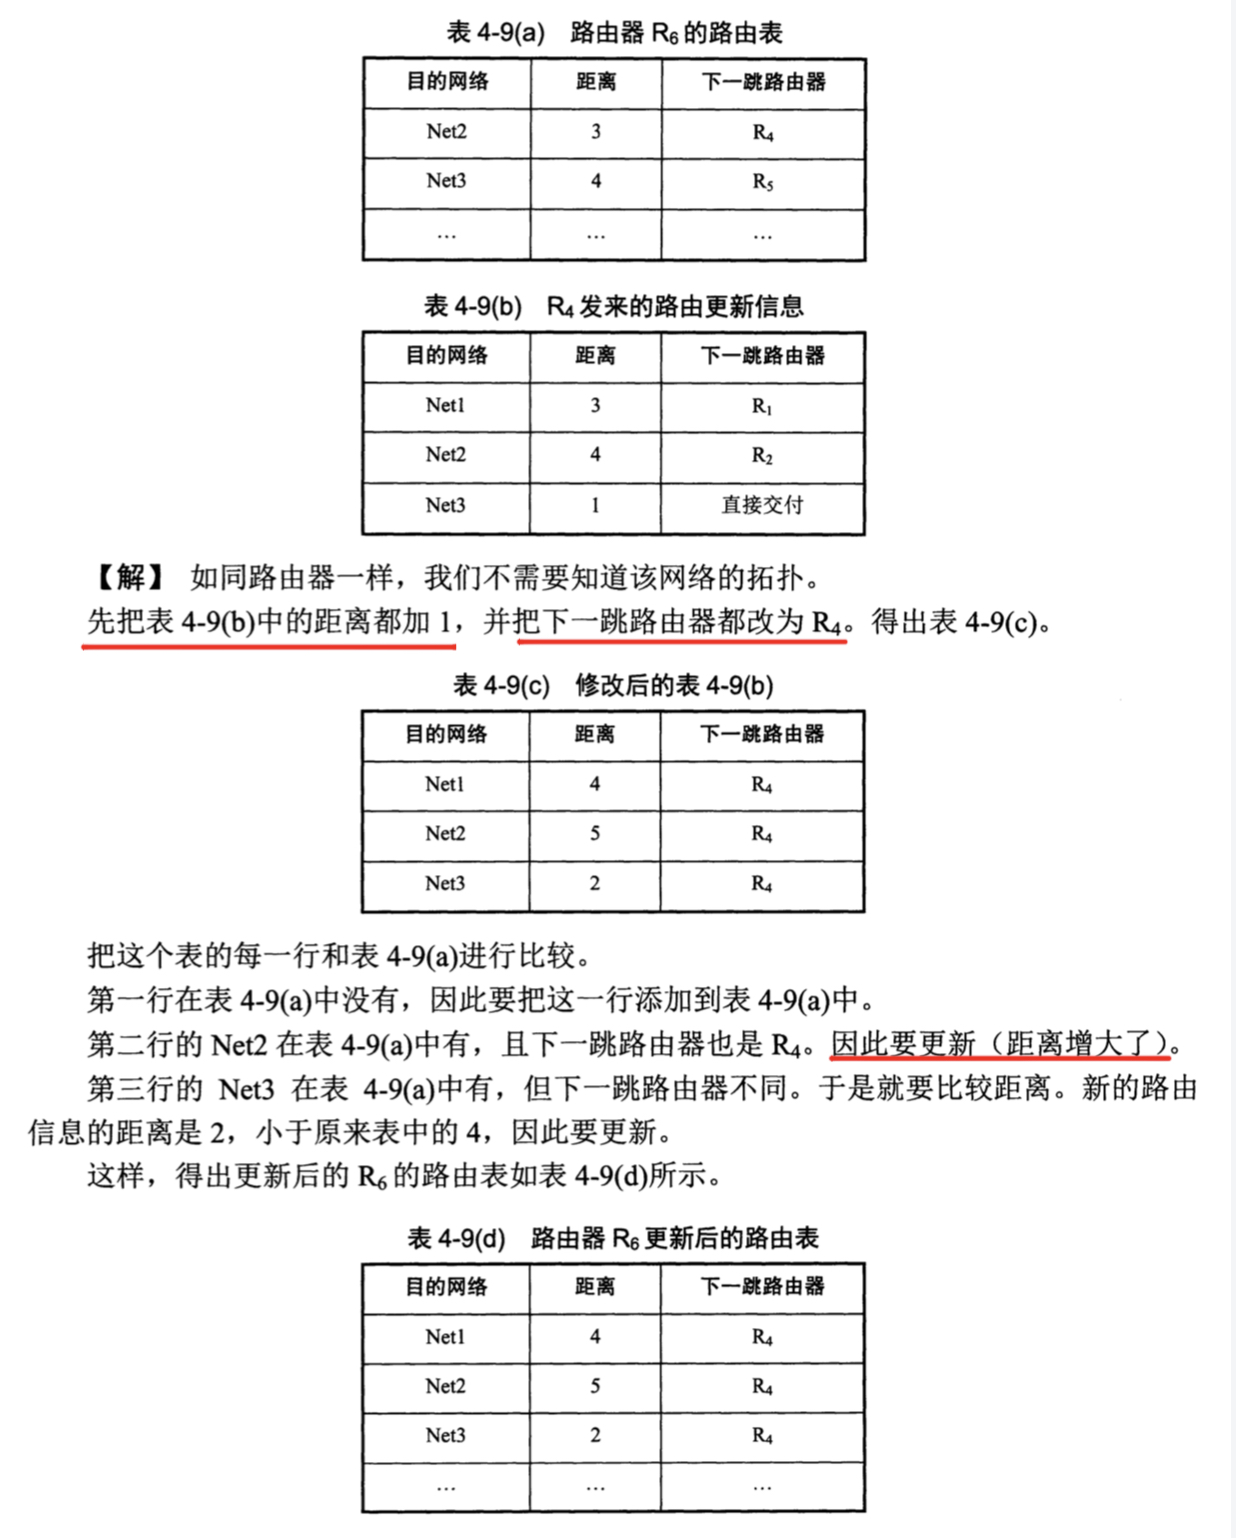 表 4-9(a) 路由器 R₆ 的路由表
目的网络 距离 下一跳路由器
Net2 3 R₄
Net3 4 R₅
… … …
表 4-9(b) R₄ 发来的路由更新信息
目的网络 距离 下一跳路由器
Net1 3 R₁
Net2 4 R₂
Net3 1 直接交付
【解】 如同路由器一样，我们不需要知道该网络的拓扑。
先把表 4-9(b)中的距离都加 1，并把下一跳路由器都改为 R₄。得出表 4-9(c)。
表 4-9(c) 修改后的表 4-9(b)
目的网络 距离 下一跳路由器
Net1 4 R₄
Net2 5 R₄
Net3 2 R₄
把这个表的每一行和表 4-9(a)进行比较。
第一行在表 4-9(a)中没有，因此要把这一行添加到表 4-9(a)中。
第二行的 Net2 在表 4-9(a)中有，且下一跳路由器也是 R₄。因此要更新（距离增大了）。
第三行的 Net3 在表 4-9(a)中有，但下一跳路由器不同。于是就要比较距离。新的路由
信息的距离是 2，小于原来表中的 4，因此要更新。
这样，得出更新后的 R₆ 的路由表如表 4-9(d)所示。
表 4-9(d) 路由器 R₆ 更新后的路由表
目的网络 距离 下一跳路由器
Net1 4 R₄
Net2 5 R₄
Net3 2 R₄
… … …